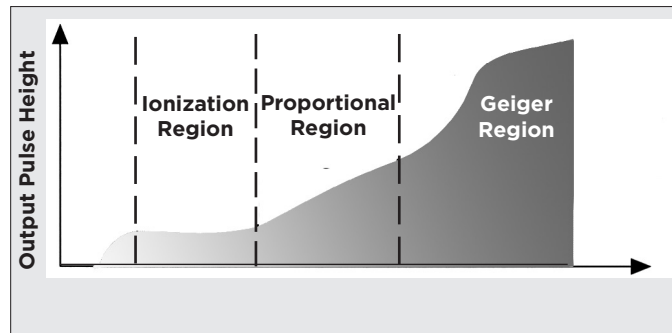 Output Pulse Height
Ionization
Region
Proportional
Region
Geiger
Region